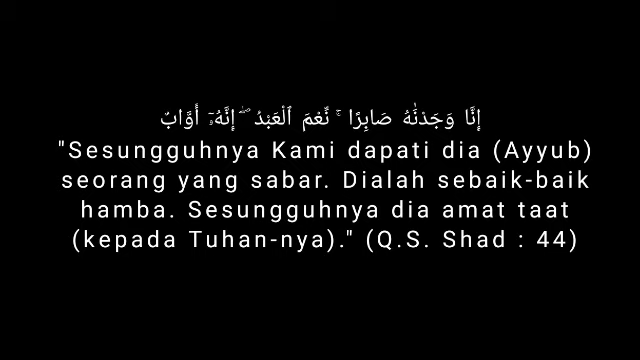 إِنَّا وَجَدْنَٰهُ صَابِرًا ۚ نِّعْمَ ٱلْعَبْدُ ۖ إِنَّهُۥٓ أَوَّابٌ
"Sesungguhnya Kami dapati dia (Ayyub)
seorang yang sabar. Dialah sebaik-baik
hamba. Sesungguhnya dia amat taat
(kepada Tuhan-nya)." (Q.S. Shad : 44)